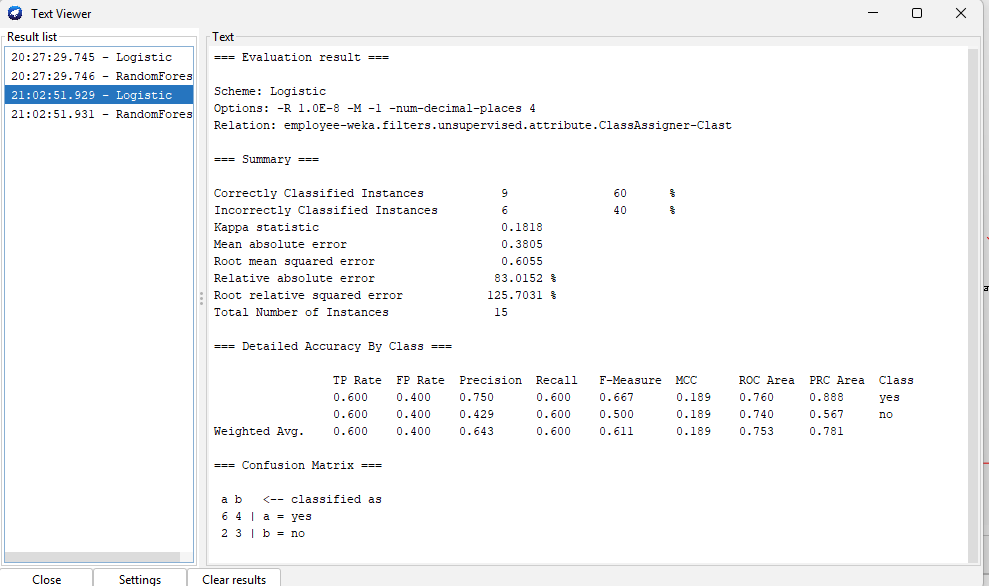 Text Viewer
Result list
20:27:29.745 - Logistic
20:27:29.746 - RandomFores
21:02:51.929 - Logistic
21:02:51.931 - RandomFores
Text
=== Evaluation result ===
Scheme: Logistic
Options: -R 1.0E-8 -M -1 -num-decimal-places 4
Relation: employee-weka.filters.unsupervised.attribute.ClassAssigner-Clast
=== Summary ===
Correctly Classified Instances 9 60 %
Incorrectly Classified Instances 6 40 %
Kappa statistic 0.1818
Mean absolute error 0.3805
Root mean squared error 0.6055
Relative absolute error 83.0152 %
Root relative squared error 125.7031 %
Total Number of Instances 15
=== Detailed Accuracy By Class ===
TP Rate FP Rate Precision Recall F-Measure MCC ROC Area PRC Area Class
0.600 0.400 0.750 0.600 0.667 0.189 0.760 0.888 yes
0.600 0.400 0.429 0.600 0.500 0.189 0.740 0.567 no
Weighted Avg. 0.600 0.400 0.643 0.600 0.611 0.189 0.753 0.781
=== Confusion Matrix ===
a b <-- classified as
6 4 | a = yes
2 3 | b = no
Close Settings Clear results